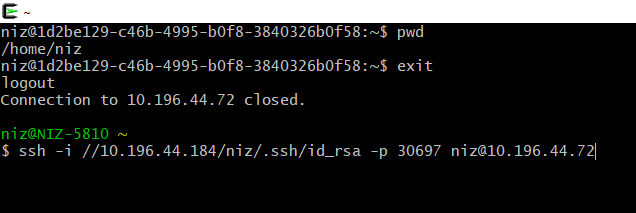 ~
niz@1d2be129-c46b-4995-b0f8-3840326b0f58:~$ pwd
/home/niz
niz@1d2be129-c46b-4995-b0f8-3840326b0f58:~$ exit
logout
Connection to 10.196.44.72 closed.
niz@NIZ-5810 ~
$ ssh -i //10.196.44.184/niz/.ssh/id_rsa -p 30697 niz@10.196.44.72